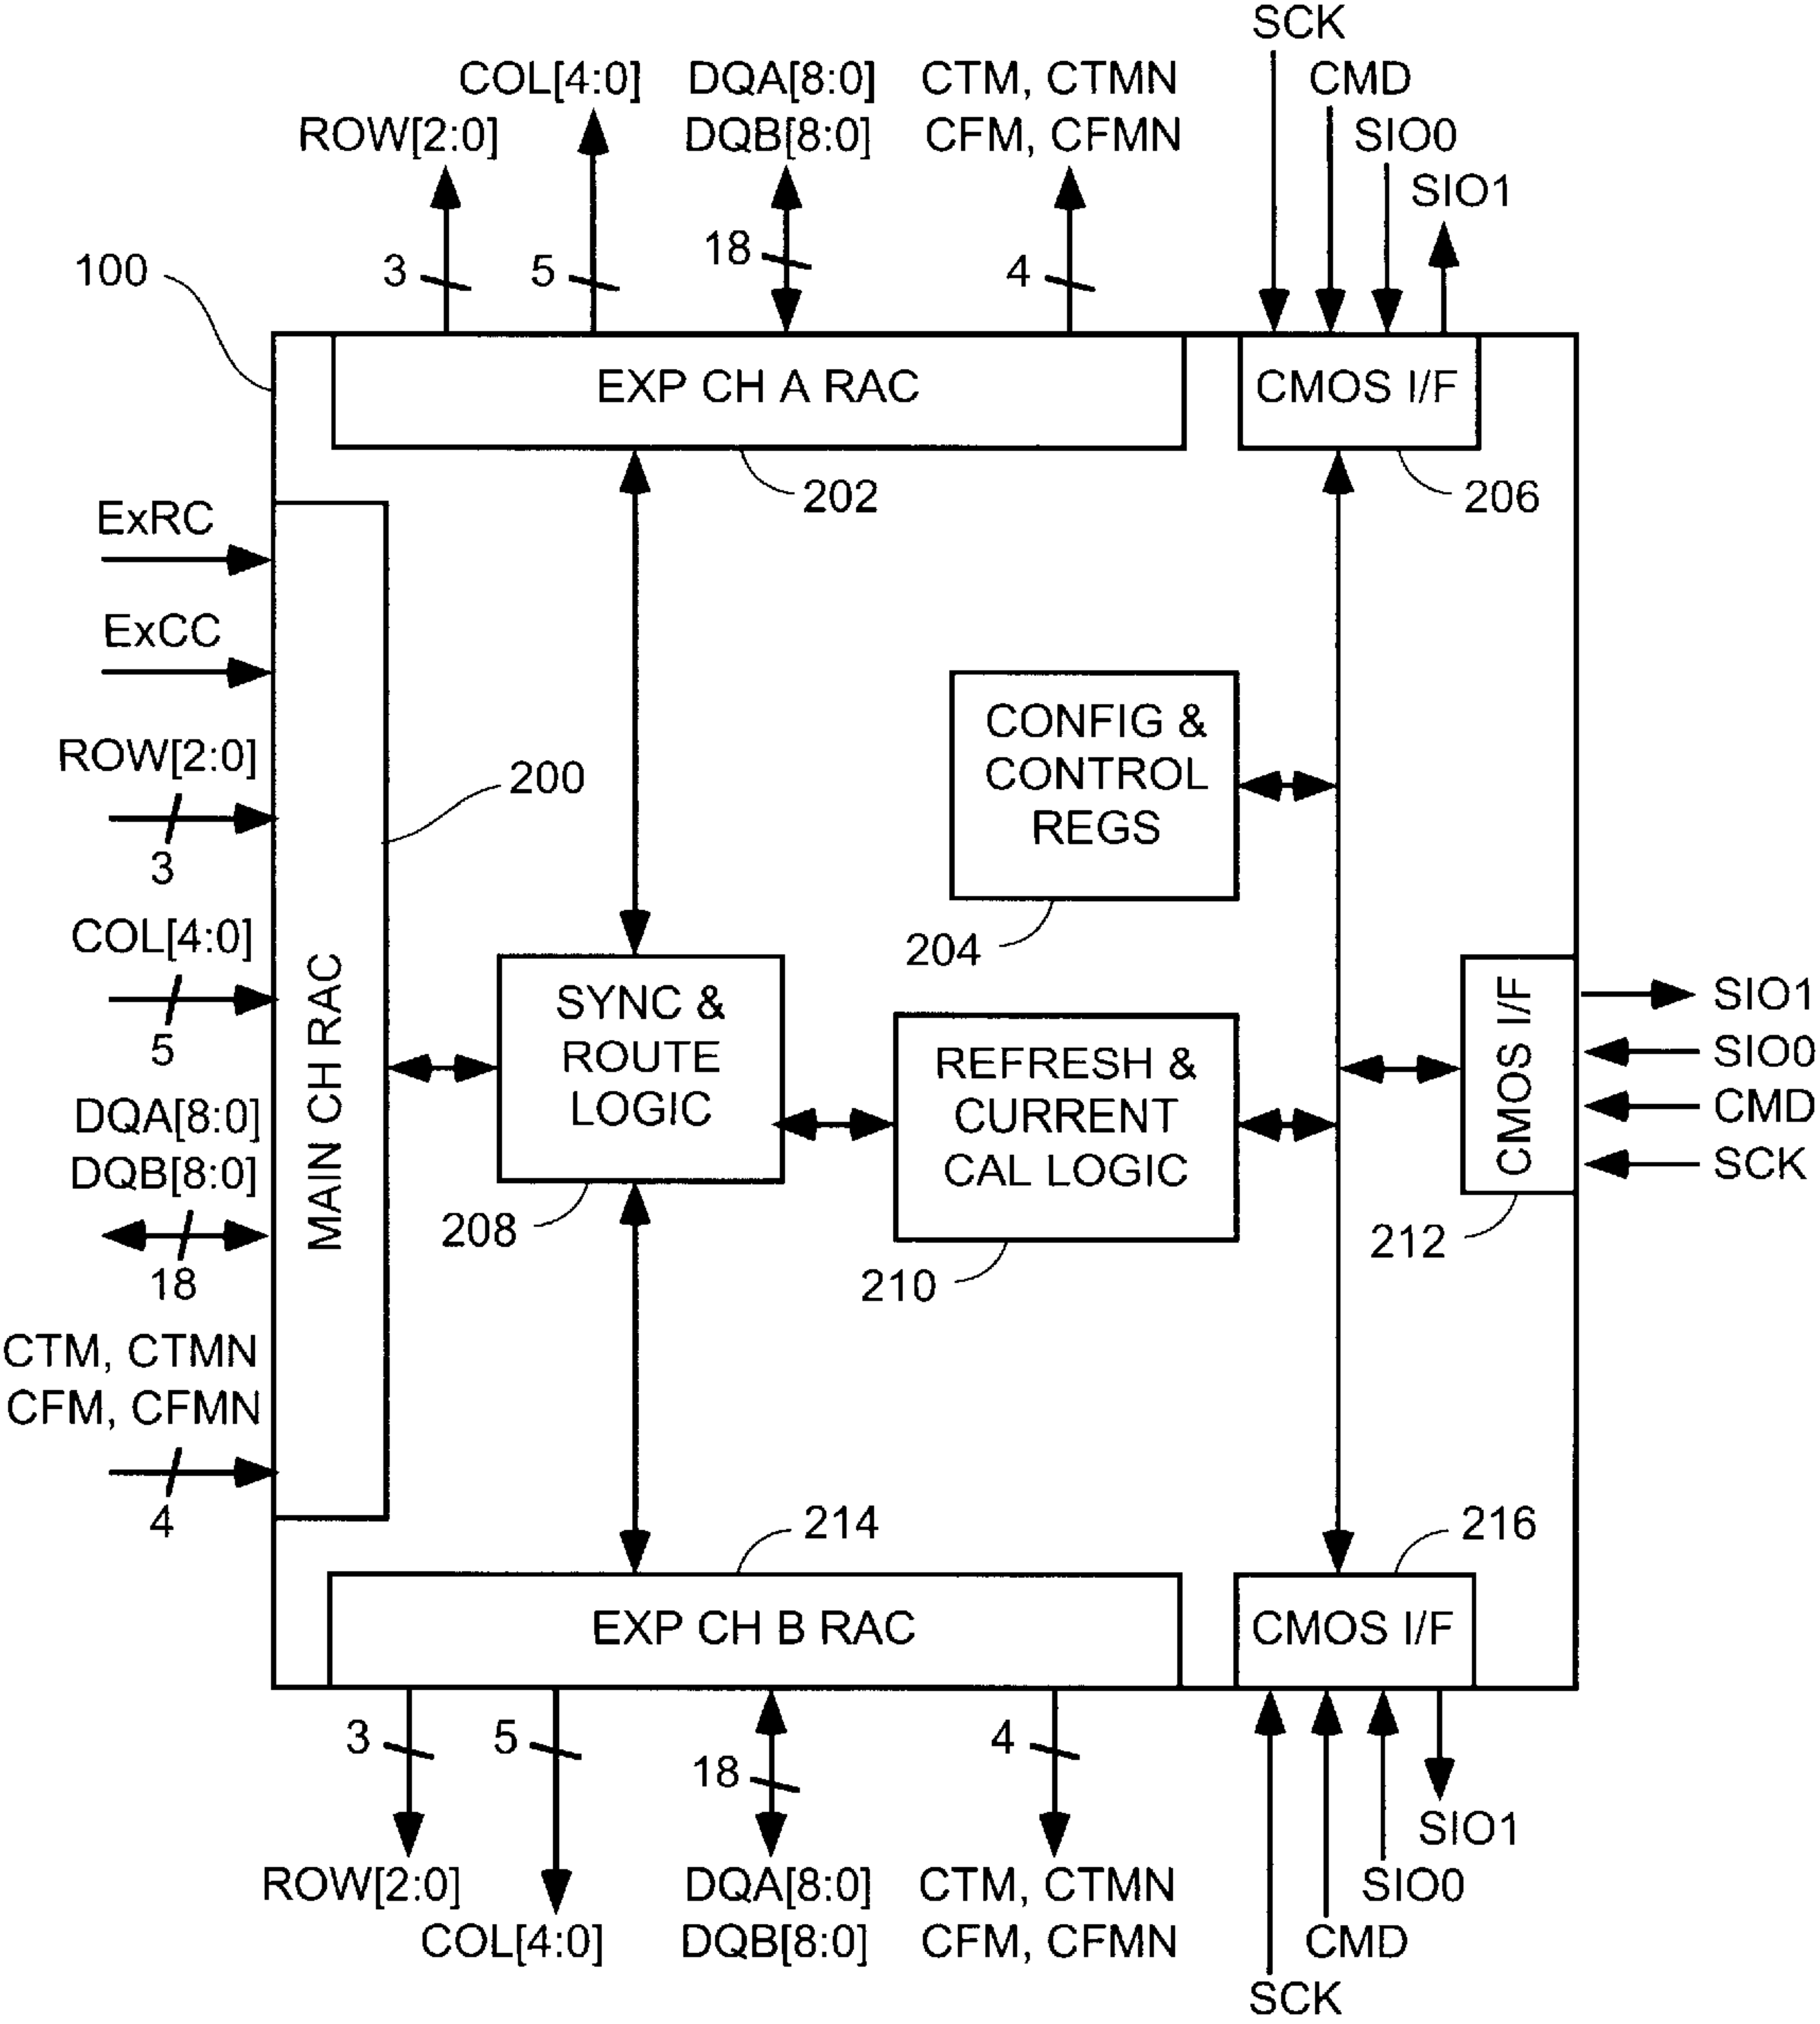 SCK
COL[4:0]
DQA[8:0]
CTM, CTMN
CMD
ROW[2:0]
DQB[8:0]
CFM, CFMN
SIO0
SIO1
3
5
18
4
100
EXP CH A RAC
CMOS I/F
202
206
ExRC
ExCC
ROW[2:0]
3
200
CONFIG &
CONTROL
REGS
204
COL[4:0]
5
MAIN CH RAC
SYNC &
ROUTE
LOGIC
208
REFRESH &
CURRENT
CAL LOGIC
210
CMOS I/F
212
SIO1
SIO0
CMD
SCK
DQA[8:0]
DQB[8:0]
18
CTM, CTMN
CFM, CFMN
4
214
216
EXP CH B RAC
CMOS I/F
3
5
18
4
SIO1
ROW[2:0]
DQA[8:0]
CTM, CTMN
SIO0
COL[4:0]
DQB[8:0]
CFM, CFMN
CMD
SCK